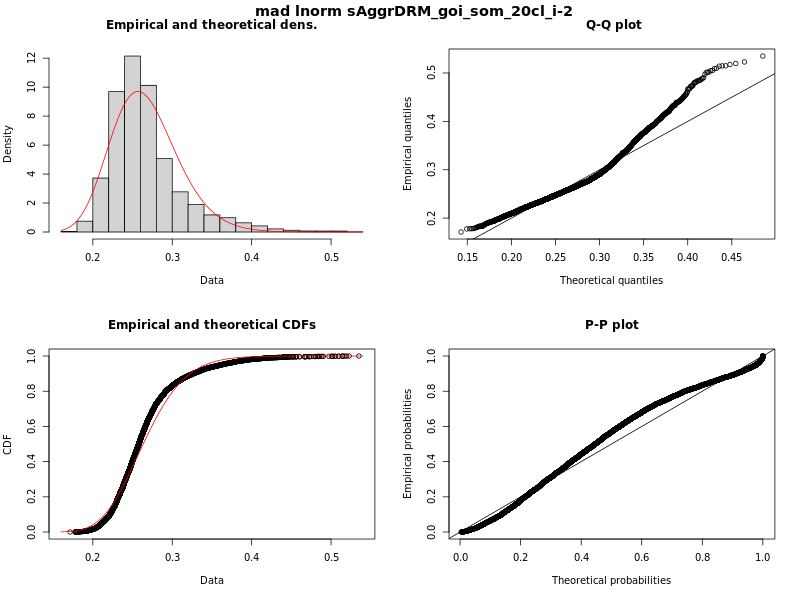 mad lnorm sAggrDRM_goi_som_20cl_i-2
Empirical and theoretical dens.
Density
0 2 4 6 8 10 12
0.2 0.3 0.4 0.5
Data
Q-Q plot
Empirical quantiles
0.2 0.3 0.4 0.5
0.15 0.20 0.25 0.30 0.35 0.40 0.45
Theoretical quantiles
Empirical and theoretical CDFs
CDF
0.0 0.2 0.4 0.6 0.8 1.0
0.2 0.3 0.4 0.5
Data
P-P plot
Empirical probabilities
0.0 0.2 0.4 0.6 0.8 1.0
0.0 0.2 0.4 0.6 0.8 1.0
Theoretical probabilities